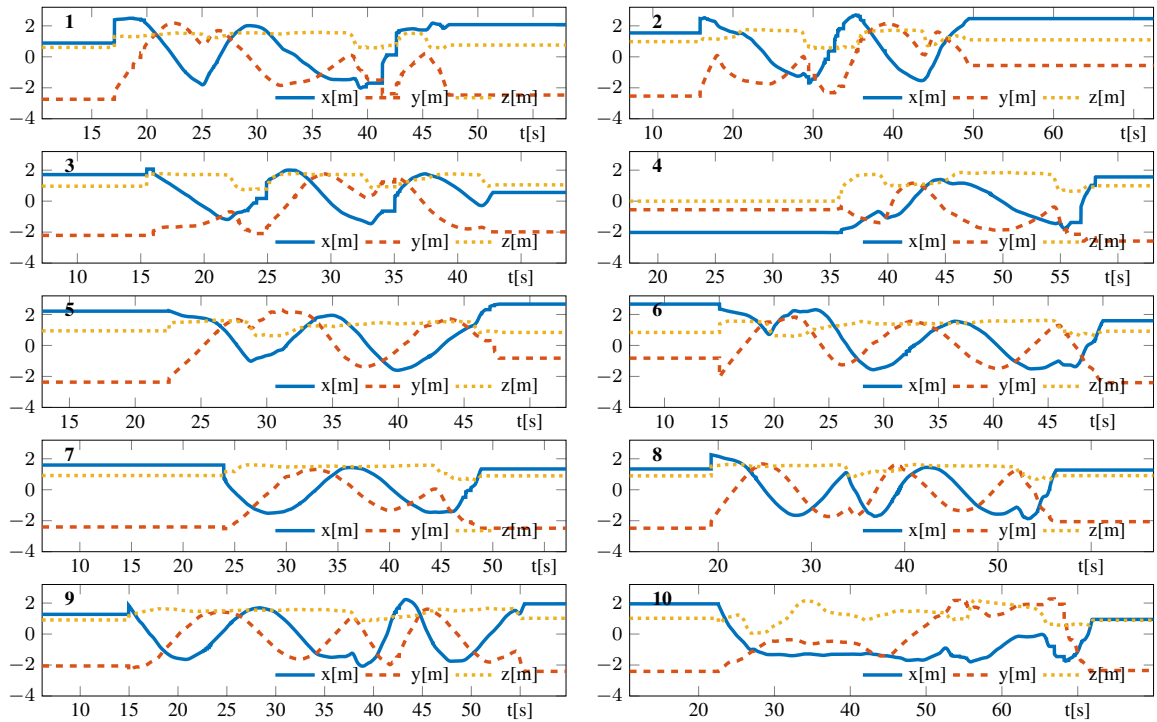 1
2
0
−2
−4
x[m] y[m] z[m]
15 20 25 30 35 40 45 50 t[s]
2
2
0
−2
−4
x[m] y[m] z[m]
10 20 30 40 50 60 t[s]
3
2
0
−2
−4
x[m] y[m] z[m]
10 15 20 25 30 35 40 t[s]
4
2
0
−2
−4
x[m] y[m] z[m]
20 25 30 35 40 45 50 55 t[s]
5
2
0
−2
−4
x[m] y[m] z[m]
15 20 25 30 35 40 45 t[s]
6
2
0
−2
−4
x[m] y[m] z[m]
10 15 20 25 30 35 40 45 t[s]
7
2
0
−2
−4
x[m] y[m] z[m]
10 15 20 25 30 35 40 45 50 t[s]
8
2
0
−2
−4
x[m] y[m] z[m]
20 30 40 50 t[s]
9
2
0
−2
−4
x[m] y[m] z[m]
10 15 20 25 30 35 40 45 50 t[s]
10
2
0
−2
−4
x[m] y[m] z[m]
20 30 40 50 60 t[s]